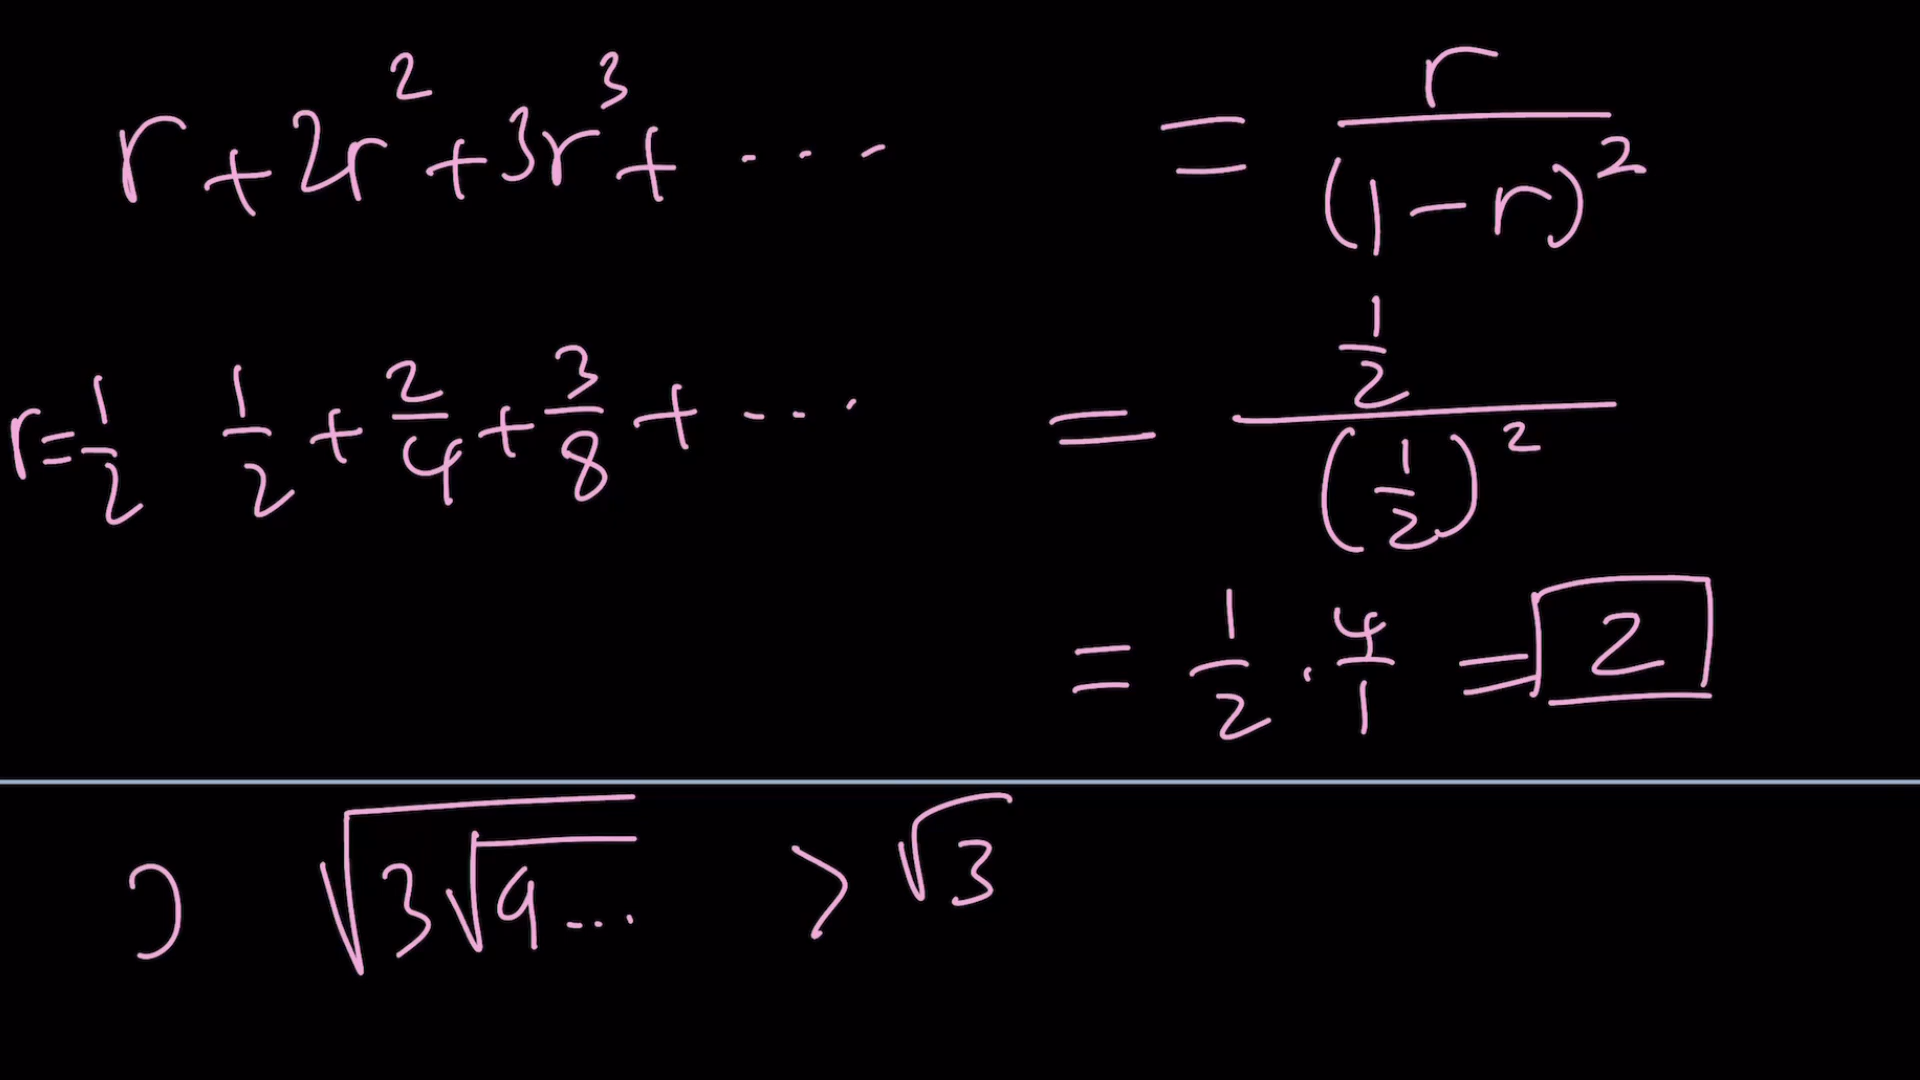 r + 2r² + 3r³ + ... = r/(1-r)²
r=1/2 1/2 + 2/4 + 3/8 + ... = (1/2)/(1/2)²
= 1/2 · 4/1 = 2
) √(3√(9... > √3